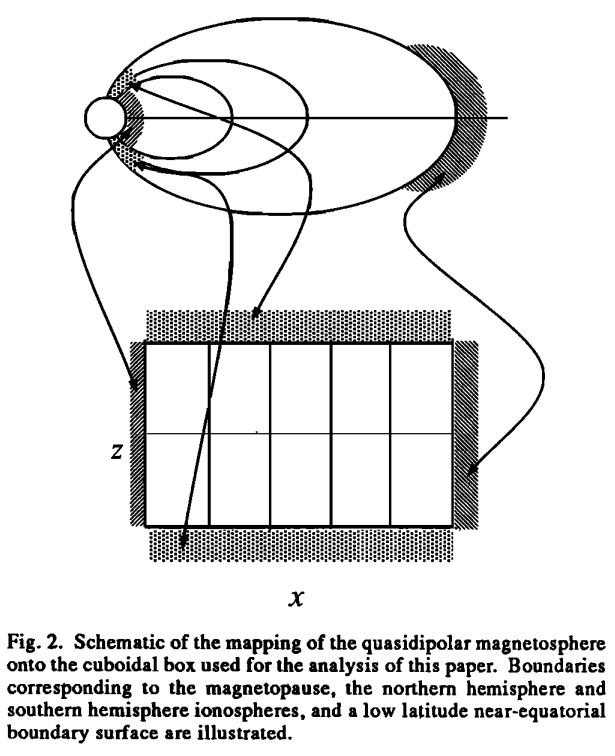 z
x
Fig. 2. Schematic of the mapping of the quasidipolar magnetosphere
onto the cuboidal box used for the analysis of this paper. Boundaries
corresponding to the magnetopause, the northern hemisphere and
southern hemisphere ionospheres, and a low latitude near-equatorial
boundary surface are illustrated.